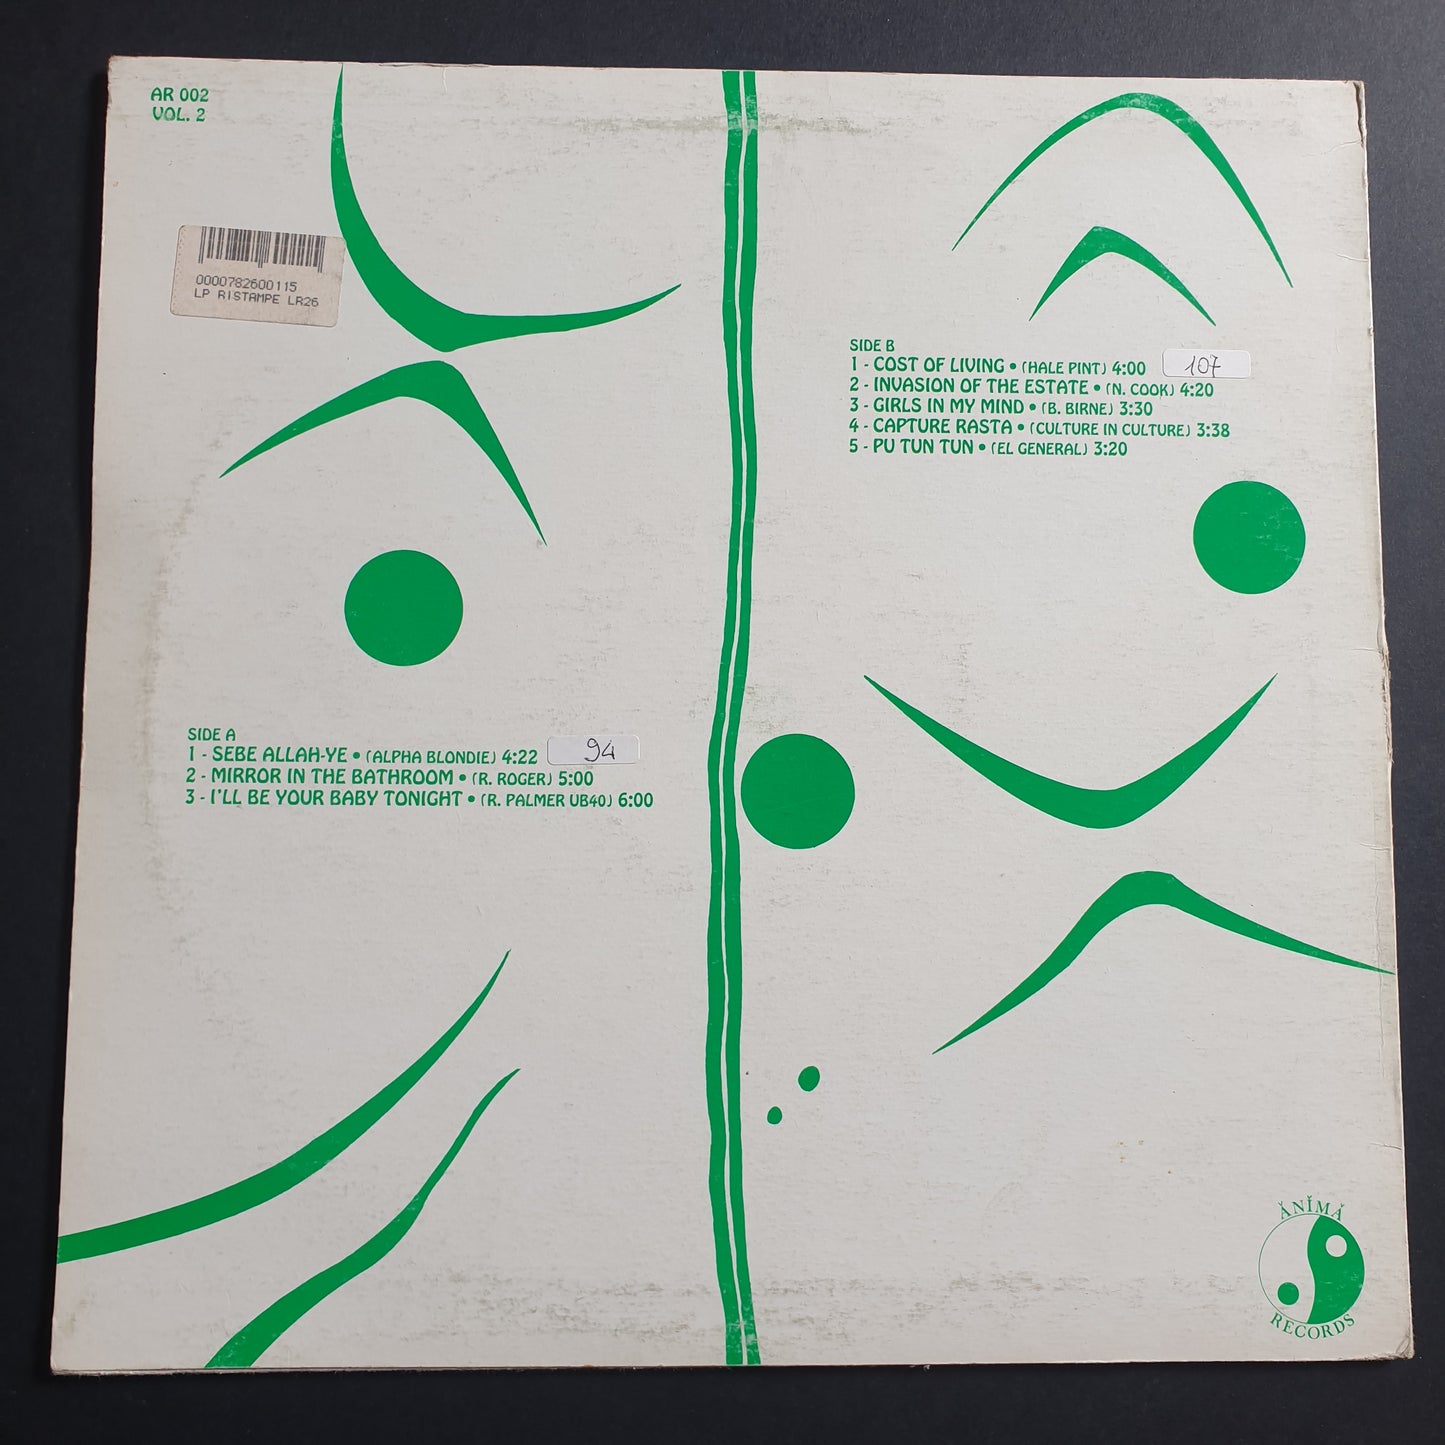 AR 002
VOL. 2
0000782600115
LP RISTAMPE LR26
SIDE B
1 - COST OF LIVING • (HALE PINT) 4:00 107
2 - INVASION OF THE ESTATE • (N. COOK) 4:20
3 - GIRLS IN MY MIND • (B. BIRNE) 3:30
4 - CAPTURE RASTA • (CULTURE IN CULTURE) 3:38
5 - PU TUN TUN • (EL GENERAL) 3:20
SIDE A
1 - SEBE ALLAH-YE • (ALPHA BLONDIE) 4:22 94
2 - MIRROR IN THE BATHROOM • (R. ROGER) 5:00
3 - I'LL BE YOUR BABY TONIGHT • (R. PALMER UB40) 6:00
ǍNǏMǍ
RECORDS